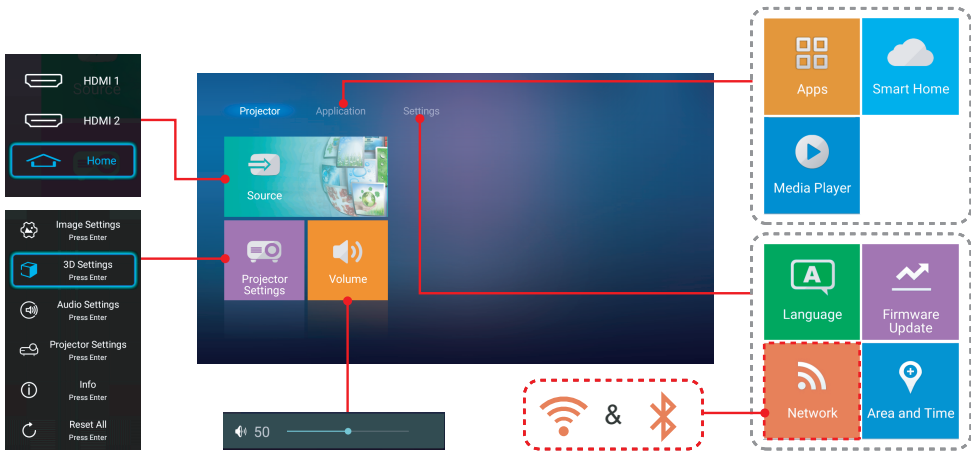 HDMI 1
Source
HDMI 2
Home
Image Settings
Press Enter
3D Settings
Press Enter
Audio Settings
Press Enter
Projector Settings
Press Enter
Info
Press Enter
Reset All
Press Enter
Projector
Application
Settings
Source
Projector
Settings
Volume
50
Apps
Smart Home
Media Player
A
Language
Firmware
Update
Network
Area and Time
&